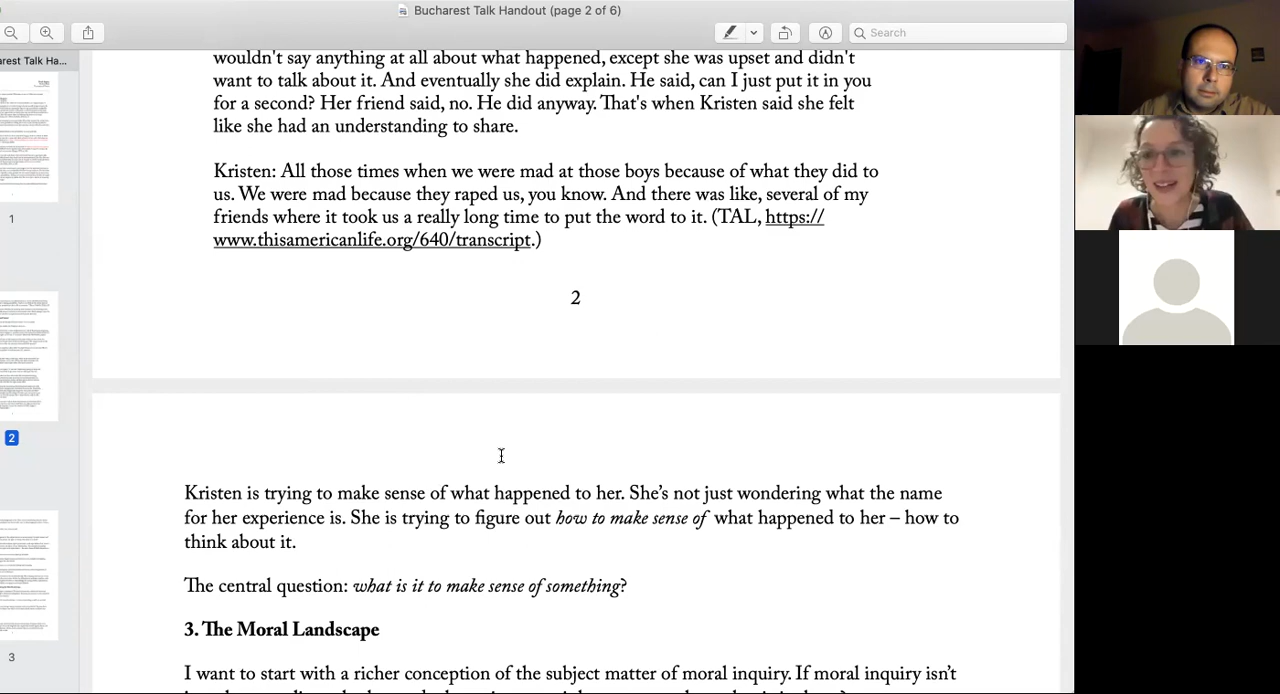 Bucharest Talk Handout (page 2 of 6)
Search
arest Talk Ha...
1
2
3
wouldn't say anything at all about what happened, except she was upset and didn't
want to talk about it. And eventually she did explain. He said, can I just put it in you
for a second? Her friend said, no. He did anyway. That's when Kristen said she felt
like she had an understanding to share.
Kristen: All those times when we were mad at those boys because of what they did to
us. We were mad because they raped us, you know. And there was like, several of my
friends where it took us a really long time to put the word to it. (TAL, https://
www.thisamericanlife.org/640/transcript.)
2
Kristen is trying to make sense of what happened to her. She’s not just wondering what the name
for her experience is. She is trying to figure out how to make sense of what happened to her – how to
think about it.
The central question: what is it to make sense of something?
3. The Moral Landscape
I want to start with a richer conception of the subject matter of moral inquiry. If moral inquiry isn’t